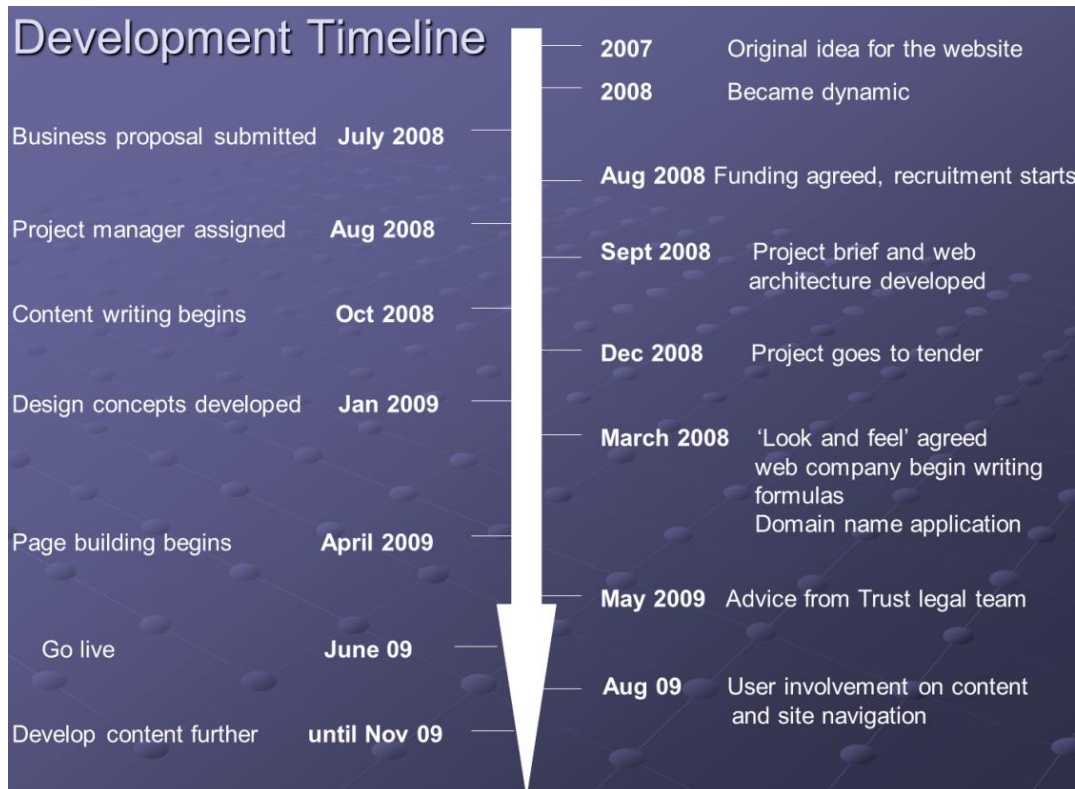 Development Timeline
2007 Original idea for the website
2008 Became dynamic
Business proposal submitted July 2008
Aug 2008 Funding agreed, recruitment starts
Project manager assigned Aug 2008
Sept 2008 Project brief and web
architecture developed
Content writing begins Oct 2008
Dec 2008 Project goes to tender
Design concepts developed Jan 2009
March 2008 ‘Look and feel’ agreed
web company begin writing
formulas
Domain name application
Page building begins April 2009
May 2009 Advice from Trust legal team
Go live June 09
Aug 09 User involvement on content
and site navigation
Develop content further until Nov 09